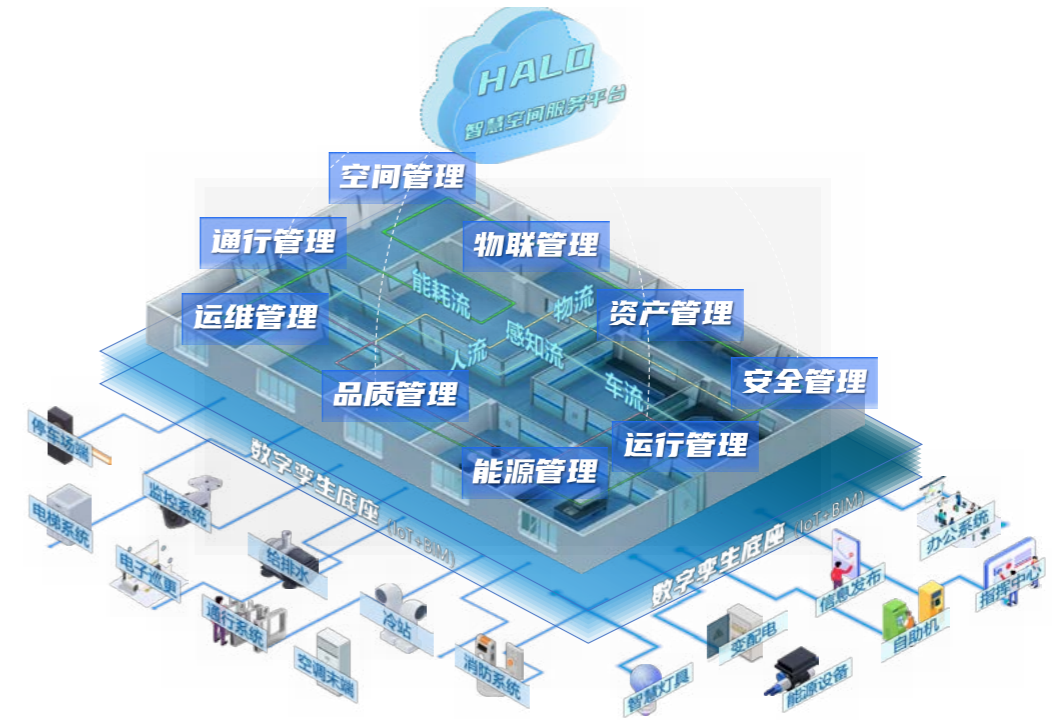 HALO
智慧空间服务平台
空间管理
通行管理
物联管理
运维管理
资产管理
品质管理
安全管理
能源管理
运行管理
能耗流
物流
感知流
人流
车流
数字孪生底座 (IoT+BIM)
数字孪生底座 (IoT+BIM)
停车场端
电梯系统
监控系统
电子巡更
给排水
通行系统
冷站
空调末端
消防系统
智慧灯具
变配电
能源设备
信息发布
自助机
办公系统
指挥中心